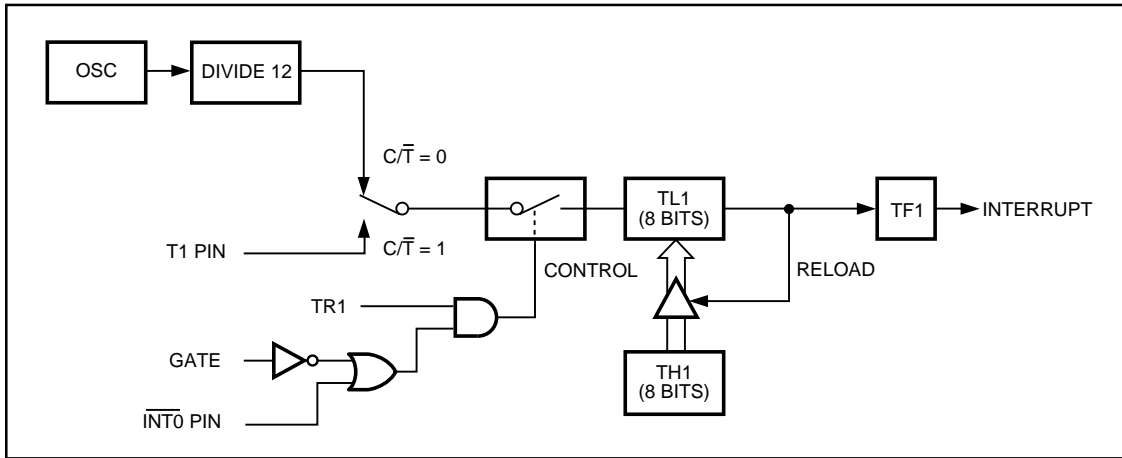 OSC
DIVIDE 12
C/T̅ = 0
T1 PIN
C/T̅ = 1
TL1
(8 BITS)
TF1
INTERRUPT
CONTROL
RELOAD
TR1
GATE
TH1
(8 BITS)
I̅N̅T̅0̅ PIN